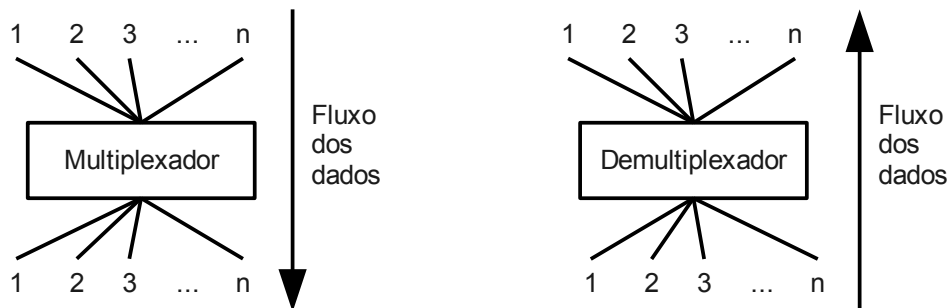 1 2 3 ... n
Multiplexador
1 2 3 ... n
Fluxo
dos
dados
1 2 3 ... n
Demultiplexador
1 2 3 ... n
Fluxo
dos
dados